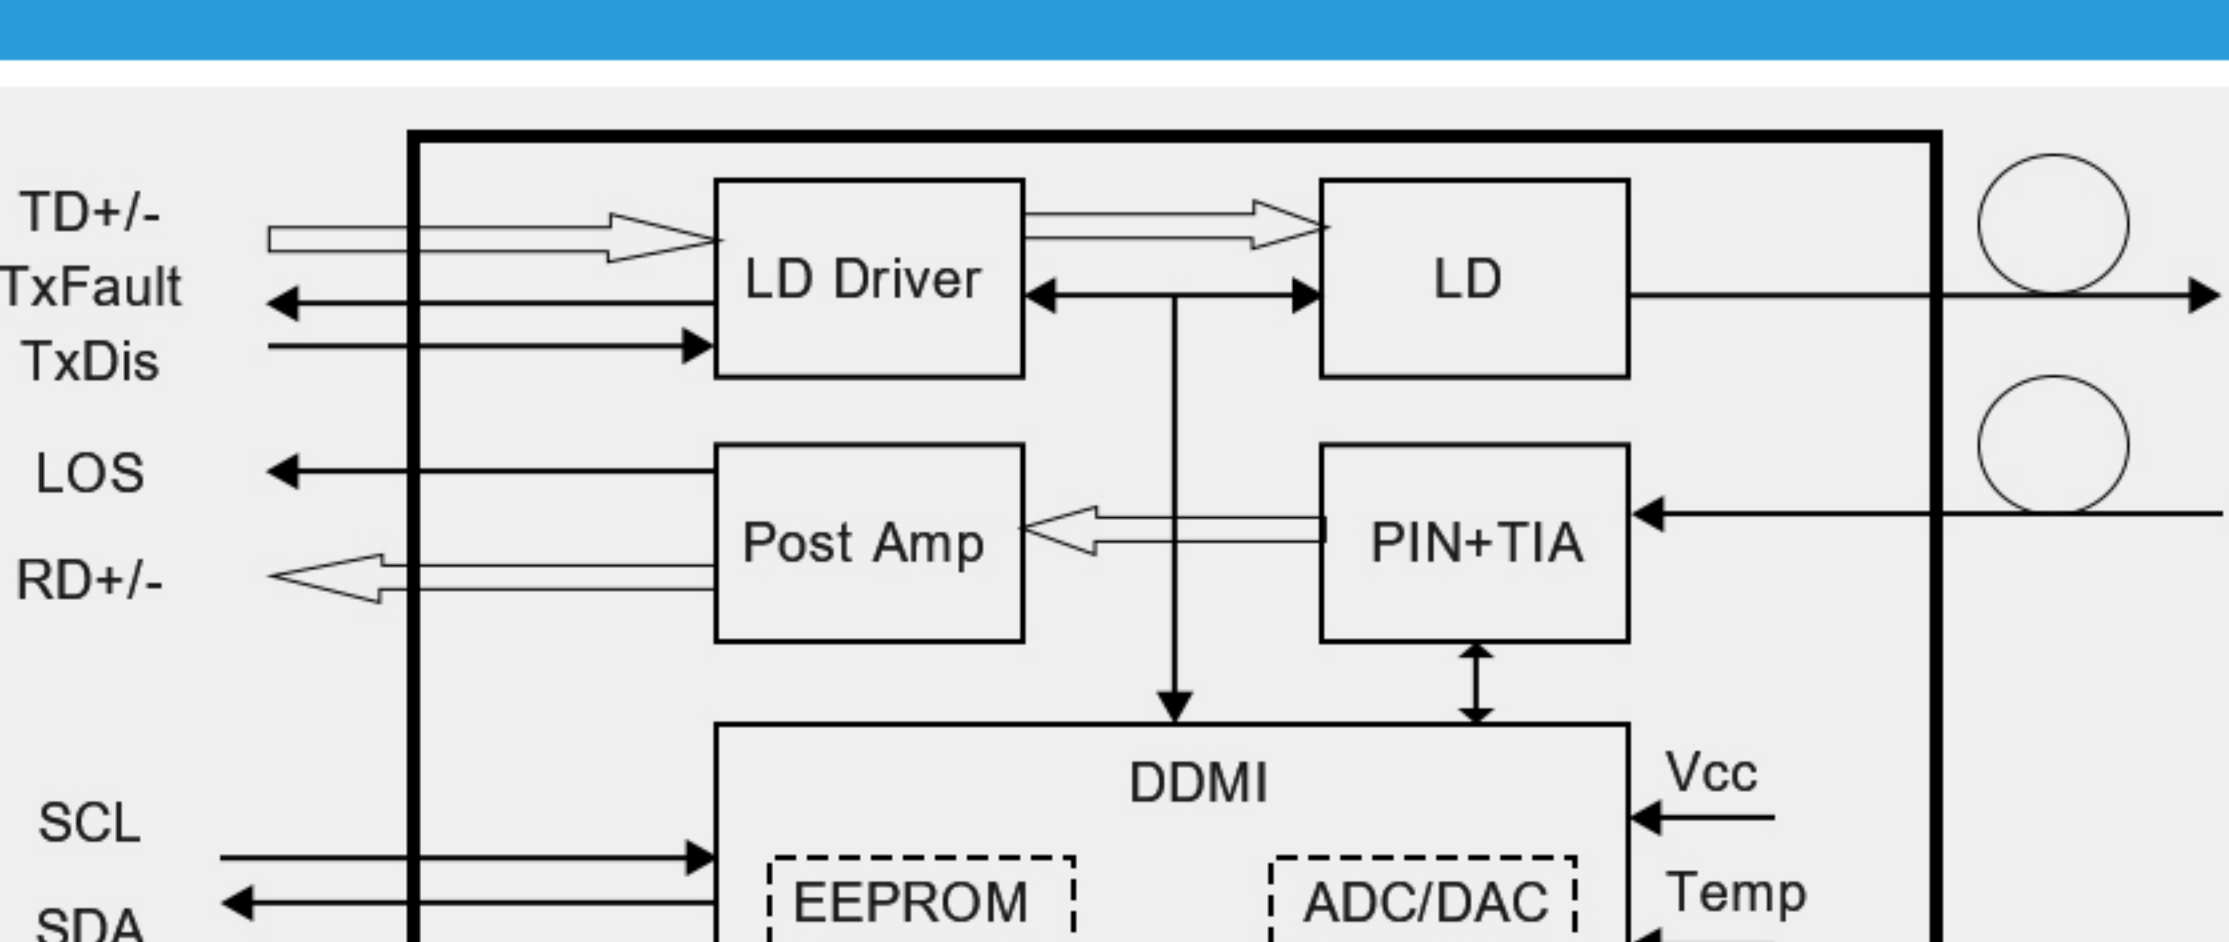 TD+/-
TxFault
TxDis
LD Driver
LD
LOS
RD+/-
Post Amp
PIN+TIA
DDMI
Vcc
SCL
SDA
EEPROM
ADC/DAC
Temp